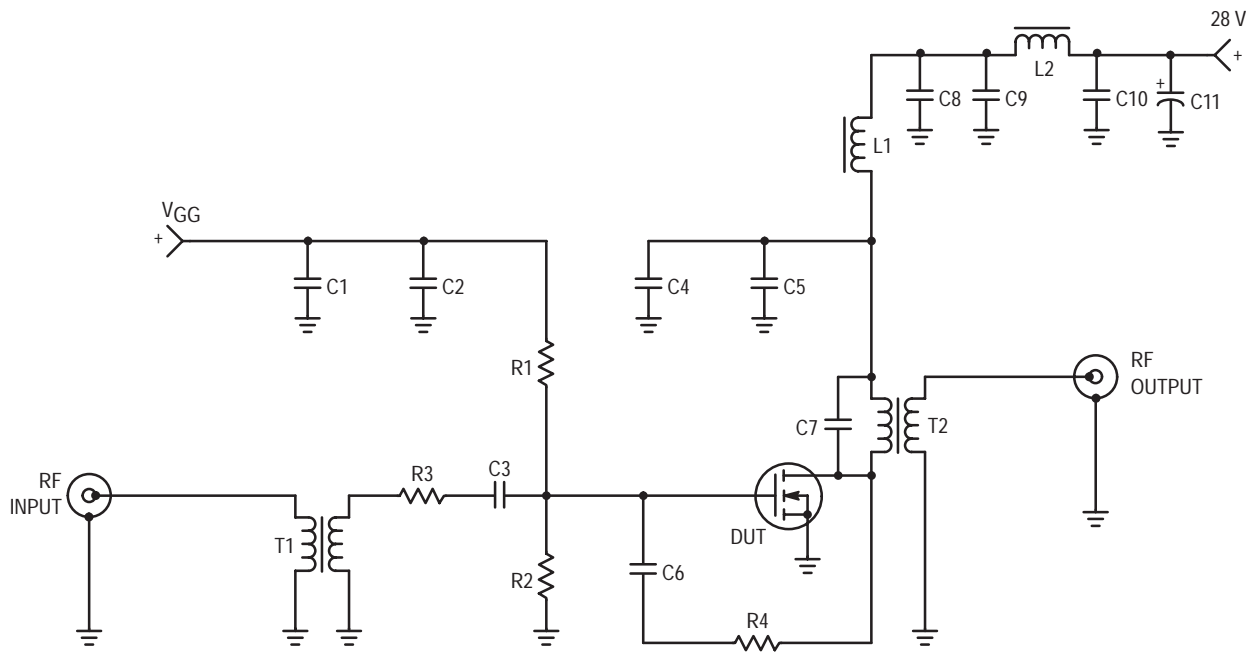 28 V
+
L2
C8
C9
C10
+
C11
L1
VGG
+
C1
C2
C4
C5
R1
RF
OUTPUT
C7
T2
RF
INPUT
R3
C3
T1
DUT
R2
C6
R4